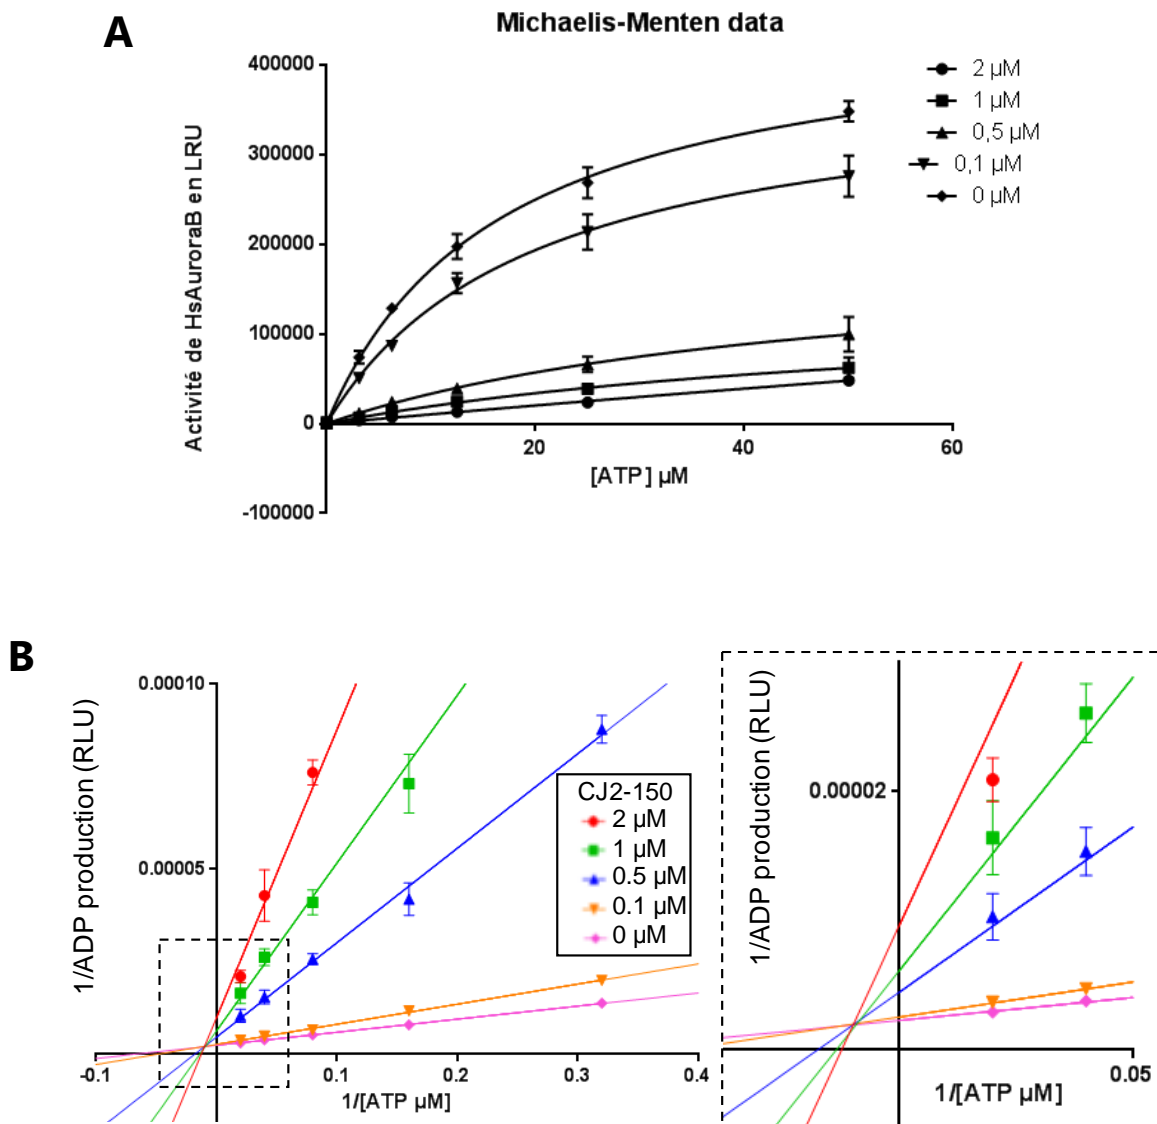 A
Michaelis-Menten data
400000
300000
200000
100000
0
-100000
Activité de HsAuroraB en LRU
20
40
60
[ATP] µM
2 µM
1 µM
0,5 µM
0,1 µM
0 µM
B
0.00010
0.00005
1/ADP production (RLU)
-0.1
0.1
0.2
0.3
0.4
1/[ATP µM]
CJ2-150
2 µM
1 µM
0.5 µM
0.1 µM
0 µM
1/ADP production (RLU)
0.00002
0.05
1/[ATP µM]